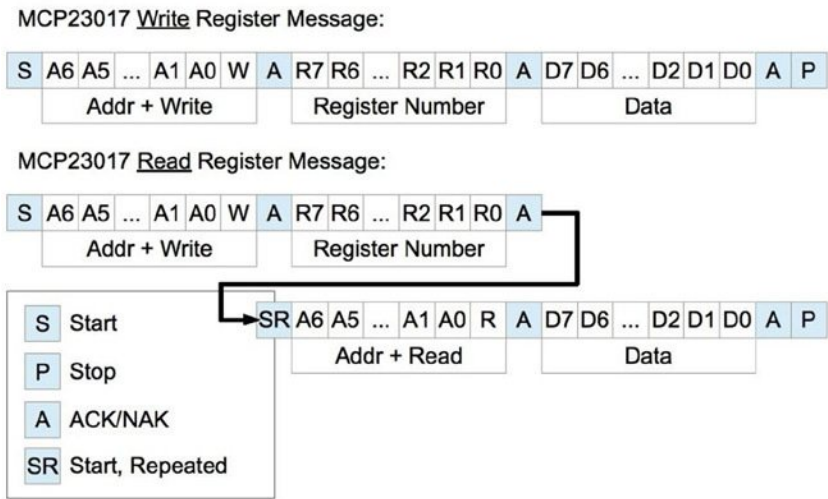 MCP23017 Write Register Message:
S A6 A5 ... A1 A0 W A R7 R6 ... R2 R1 R0 A D7 D6 ... D2 D1 D0 A P
Addr + Write Register Number Data
MCP23017 Read Register Message:
S A6 A5 ... A1 A0 W A R7 R6 ... R2 R1 R0 A
Addr + Write Register Number
SR A6 A5 ... A1 A0 R A D7 D6 ... D2 D1 D0 A P
Addr + Read Data
S Start
P Stop
A ACK/NAK
SR Start, Repeated